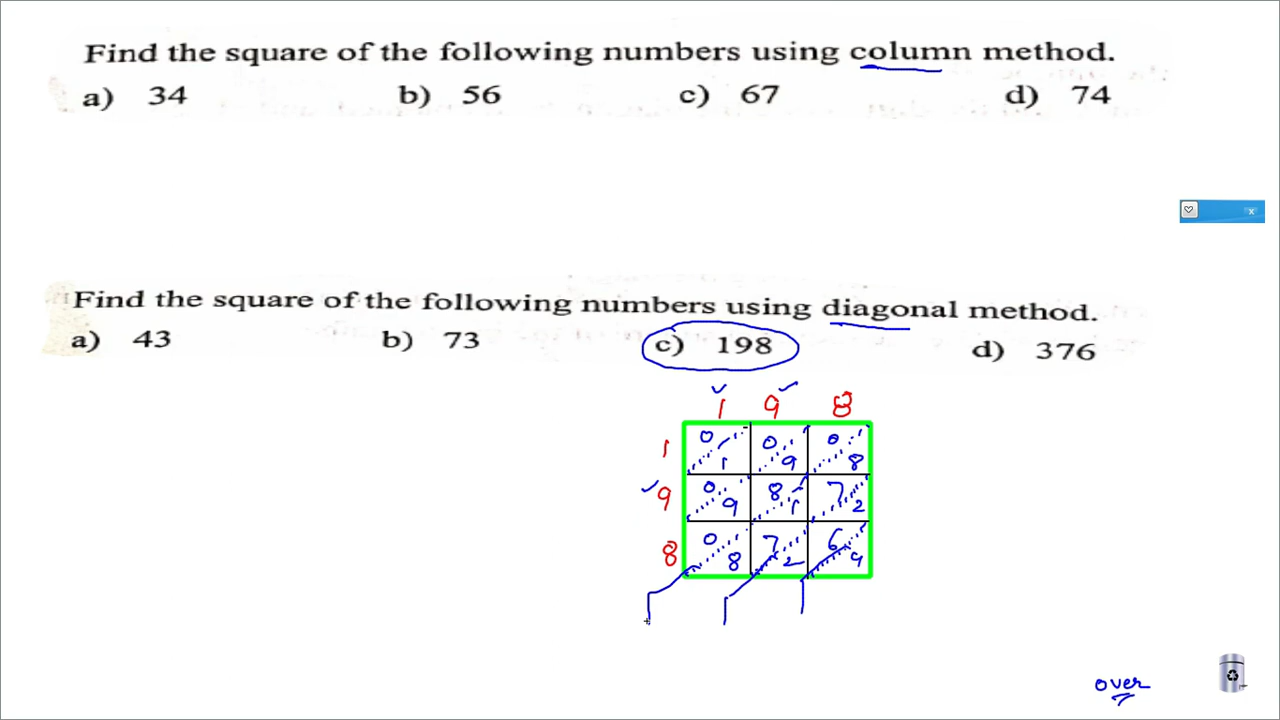 Find the square of the following numbers using column method.
a) 34 b) 56 c) 67 d) 74
x
Find the square of the following numbers using diagonal method.
a) 43 b) 73 c) 198 d) 376
1 9 8
1 0 1 0 9 0 8
9 0 9 8 1 7 2
8 0 8 7 2 6 4
over